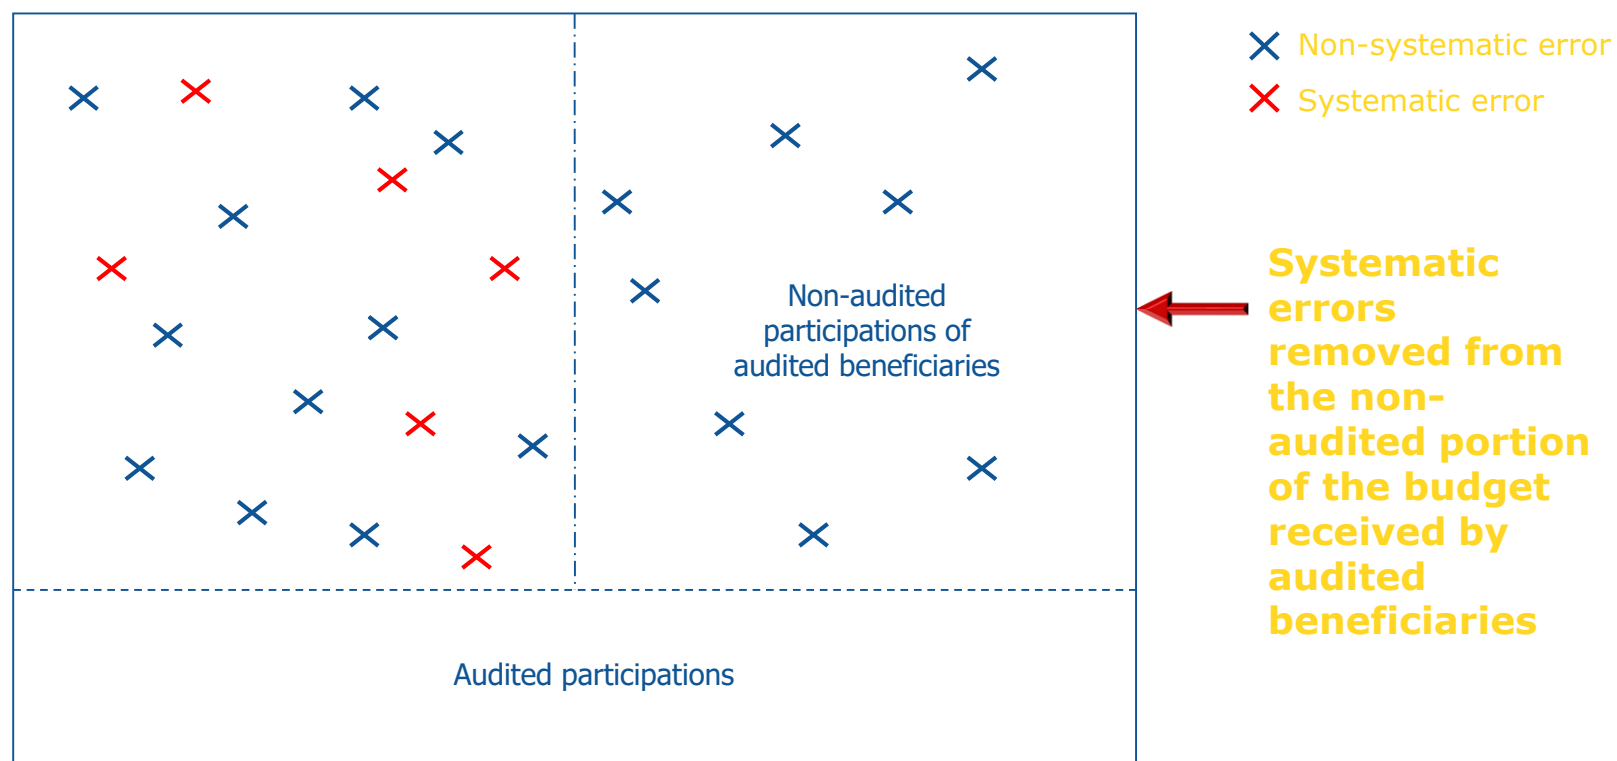 Non-systematic error
Systematic error
Non-audited
participations of
audited beneficiaries
Systematic
errors
removed from
the non-
audited portion
of the budget
received by
audited
beneficiaries
Audited participations